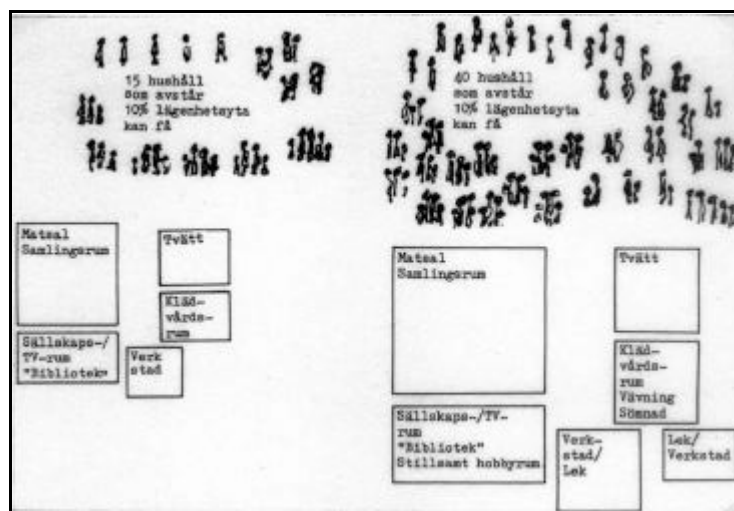 15 hushåll
som avstår
10% lägenhetsyta
kan få
40 hushåll
som avstår
10% lägenhetsyta
kan få
Matsal
Samlingsrum
Tvätt
Kläd-
vårds-
rum
Sällskaps-/
TV-rum
"Bibliotek"
Verk
stad
Matsal
Samlingsrum
Tvätt
Kläd-
vårds-
rum
Vävning
Sömnad
Sällskaps-/TV-
rum
"Bibliotek"
Stillsamt hobbyrum
Verk-
stad/
Lek
Lek/
Verkstad